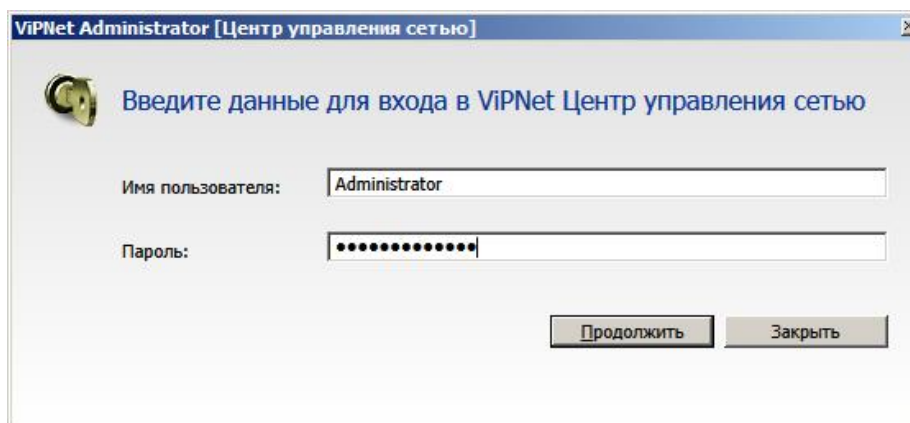 ViPNet Administrator [Центр управления сетью]
Введите данные для входа в ViPNet Центр управления сетью
Имя пользователя: Administrator
Пароль: •••••••••••••
Продолжить Закрыть